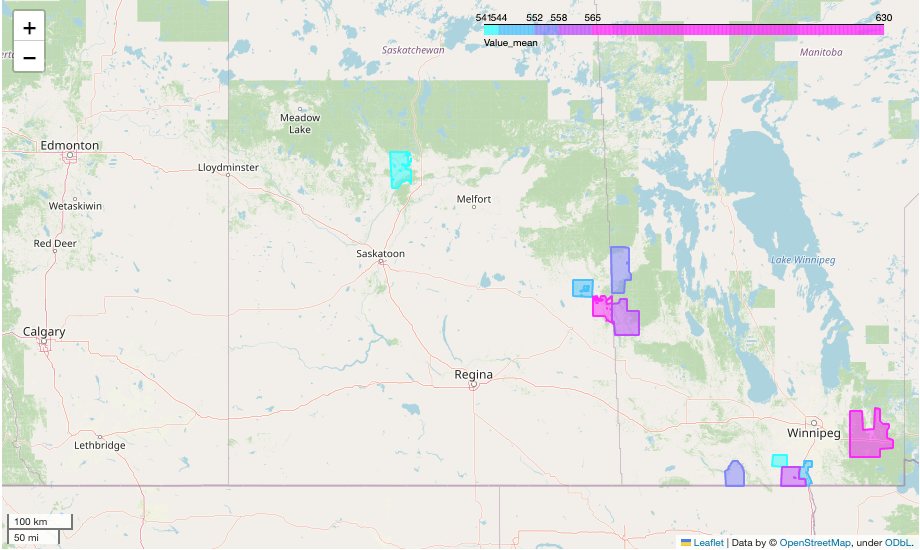 +
−
541544 552 558 565 630
Value_mean
Saskatchewan
Manitoba
Meadow
Lake
Edmonton
Lloydminster
Wetaskiwin
Melfort
Red Deer
Saskatoon
Lake Winnipeg
Calgary
Regina
Winnipeg
Lethbridge
100 km
50 mi
Leaflet | Data by © OpenStreetMap, under ODbL.